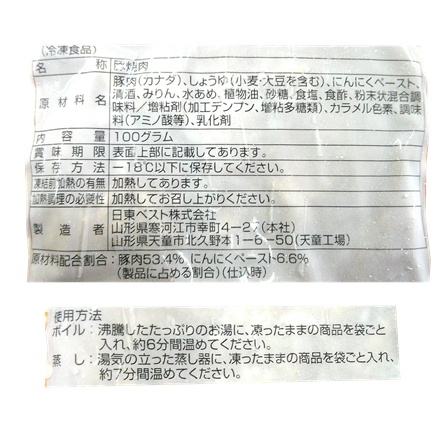 (冷凍食品)
名 称 豚焼肉
豚肉(カナダ)、しょうゆ(小麦・大豆を含む)、にんにくペースト、
清酒、みりん、水あめ、植物油、砂糖、食塩、食酢、粉末状混合調
原材料名
味料/増粘剤(加工デンプン、増粘多糖類)、カラメル色素、調味
料(アミノ酸等)、乳化剤
内容量 100グラム
賞味期限 表面上部に記載してあります。
保存方法 −18℃以下に保存してください。
凍結前加熱の有無 加熱してあります。
加熱調理の必要性 加熱してお召し上がりください。
日東ベスト株式会社
製造者 山形県寒河江市幸町4−27(本社)
山形県天童市北久野本1−6−50(天童工場)
原材料配合割合:豚肉53.4%、にんにくペースト6.6%
(製品に占める割合)(仕込時)
使用方法
ボイル:沸騰したたっぷりのお湯に、凍ったままの商品を袋ごと
入れ、約6分間温めてください。
蒸し:湯気の立った蒸し器に、凍ったままの商品を袋ごと入れ、
約7分間温めてください。